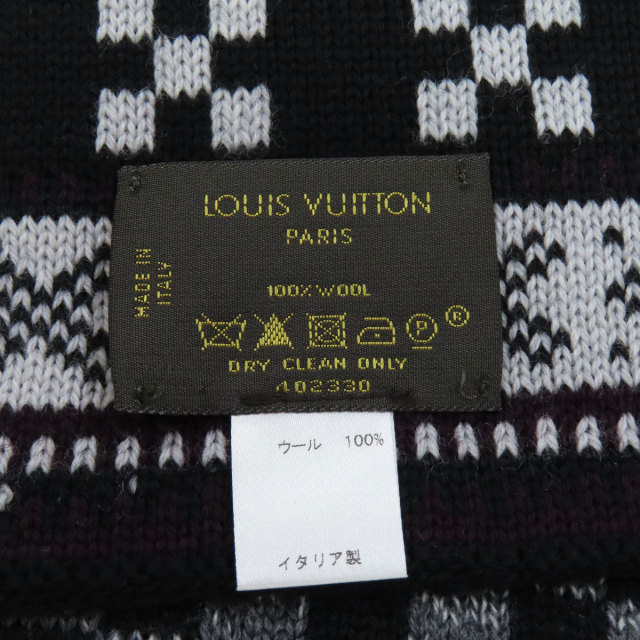 LOUIS VUITTON
PARIS
MADE IN
ITALY
100% WOOL
P ®
DRY CLEAN ONLY
402330
ウール 100%
イタリア製